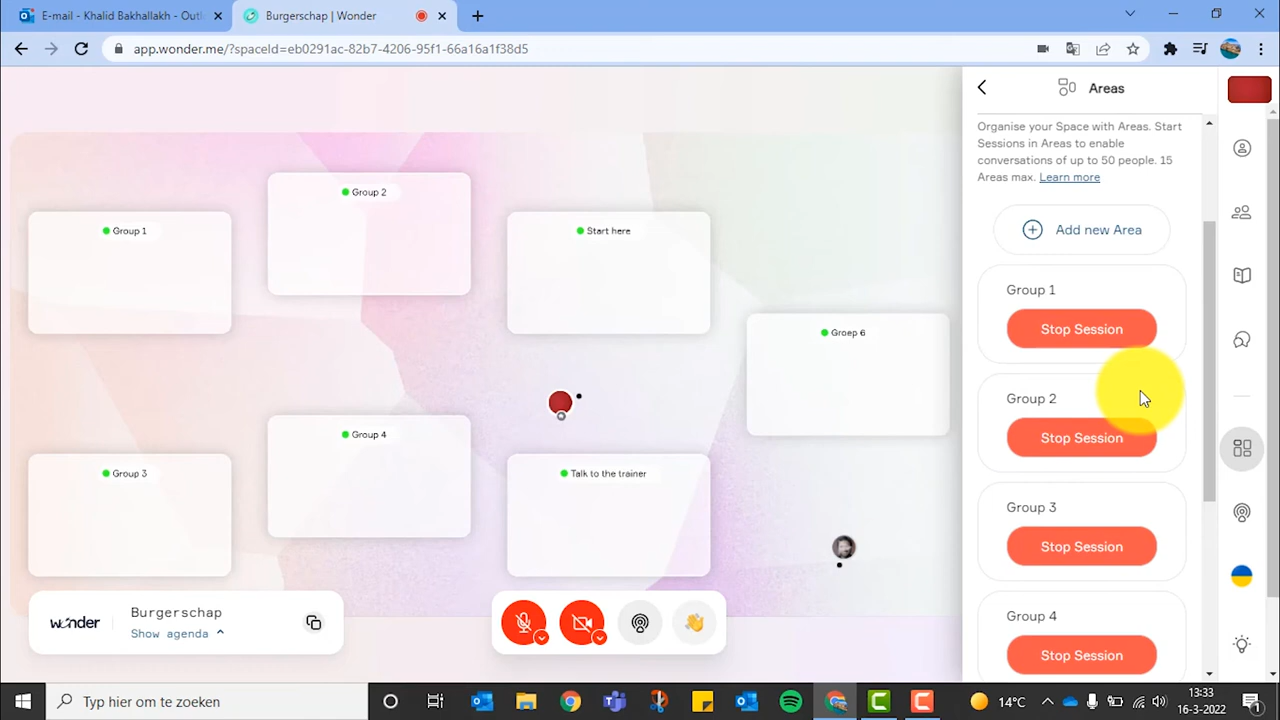 E-mail - Khalid Bakhallakh - Outl
Burgerschap | Wonder
app.wonder.me/?spaceId=eb0291ac-82b7-4206-95f1-66a16a1f38d5
Areas
Organise your Space with Areas. Start
Sessions in Areas to enable
conversations of up to 50 people. 15
Areas max. Learn more
Add new Area
Group 1
Stop Session
Group 2
Stop Session
Group 3
Stop Session
Group 4
Stop Session
Group 1
Group 2
Start here
Groep 6
Group 3
Group 4
Talk to the trainer
wonder
Burgerschap
Show agenda
Typ hier om te zoeken
14°C
13:33
16-3-2022
1